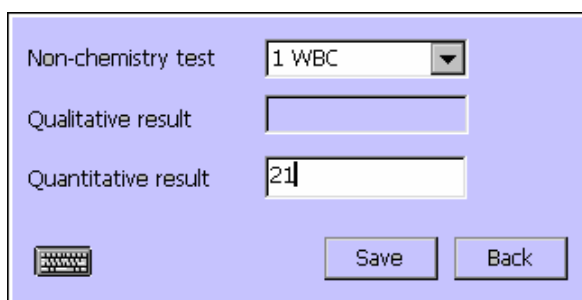 Non-chemistry test 1 WBC
Qualitative result
Quantitative result 21
Save Back